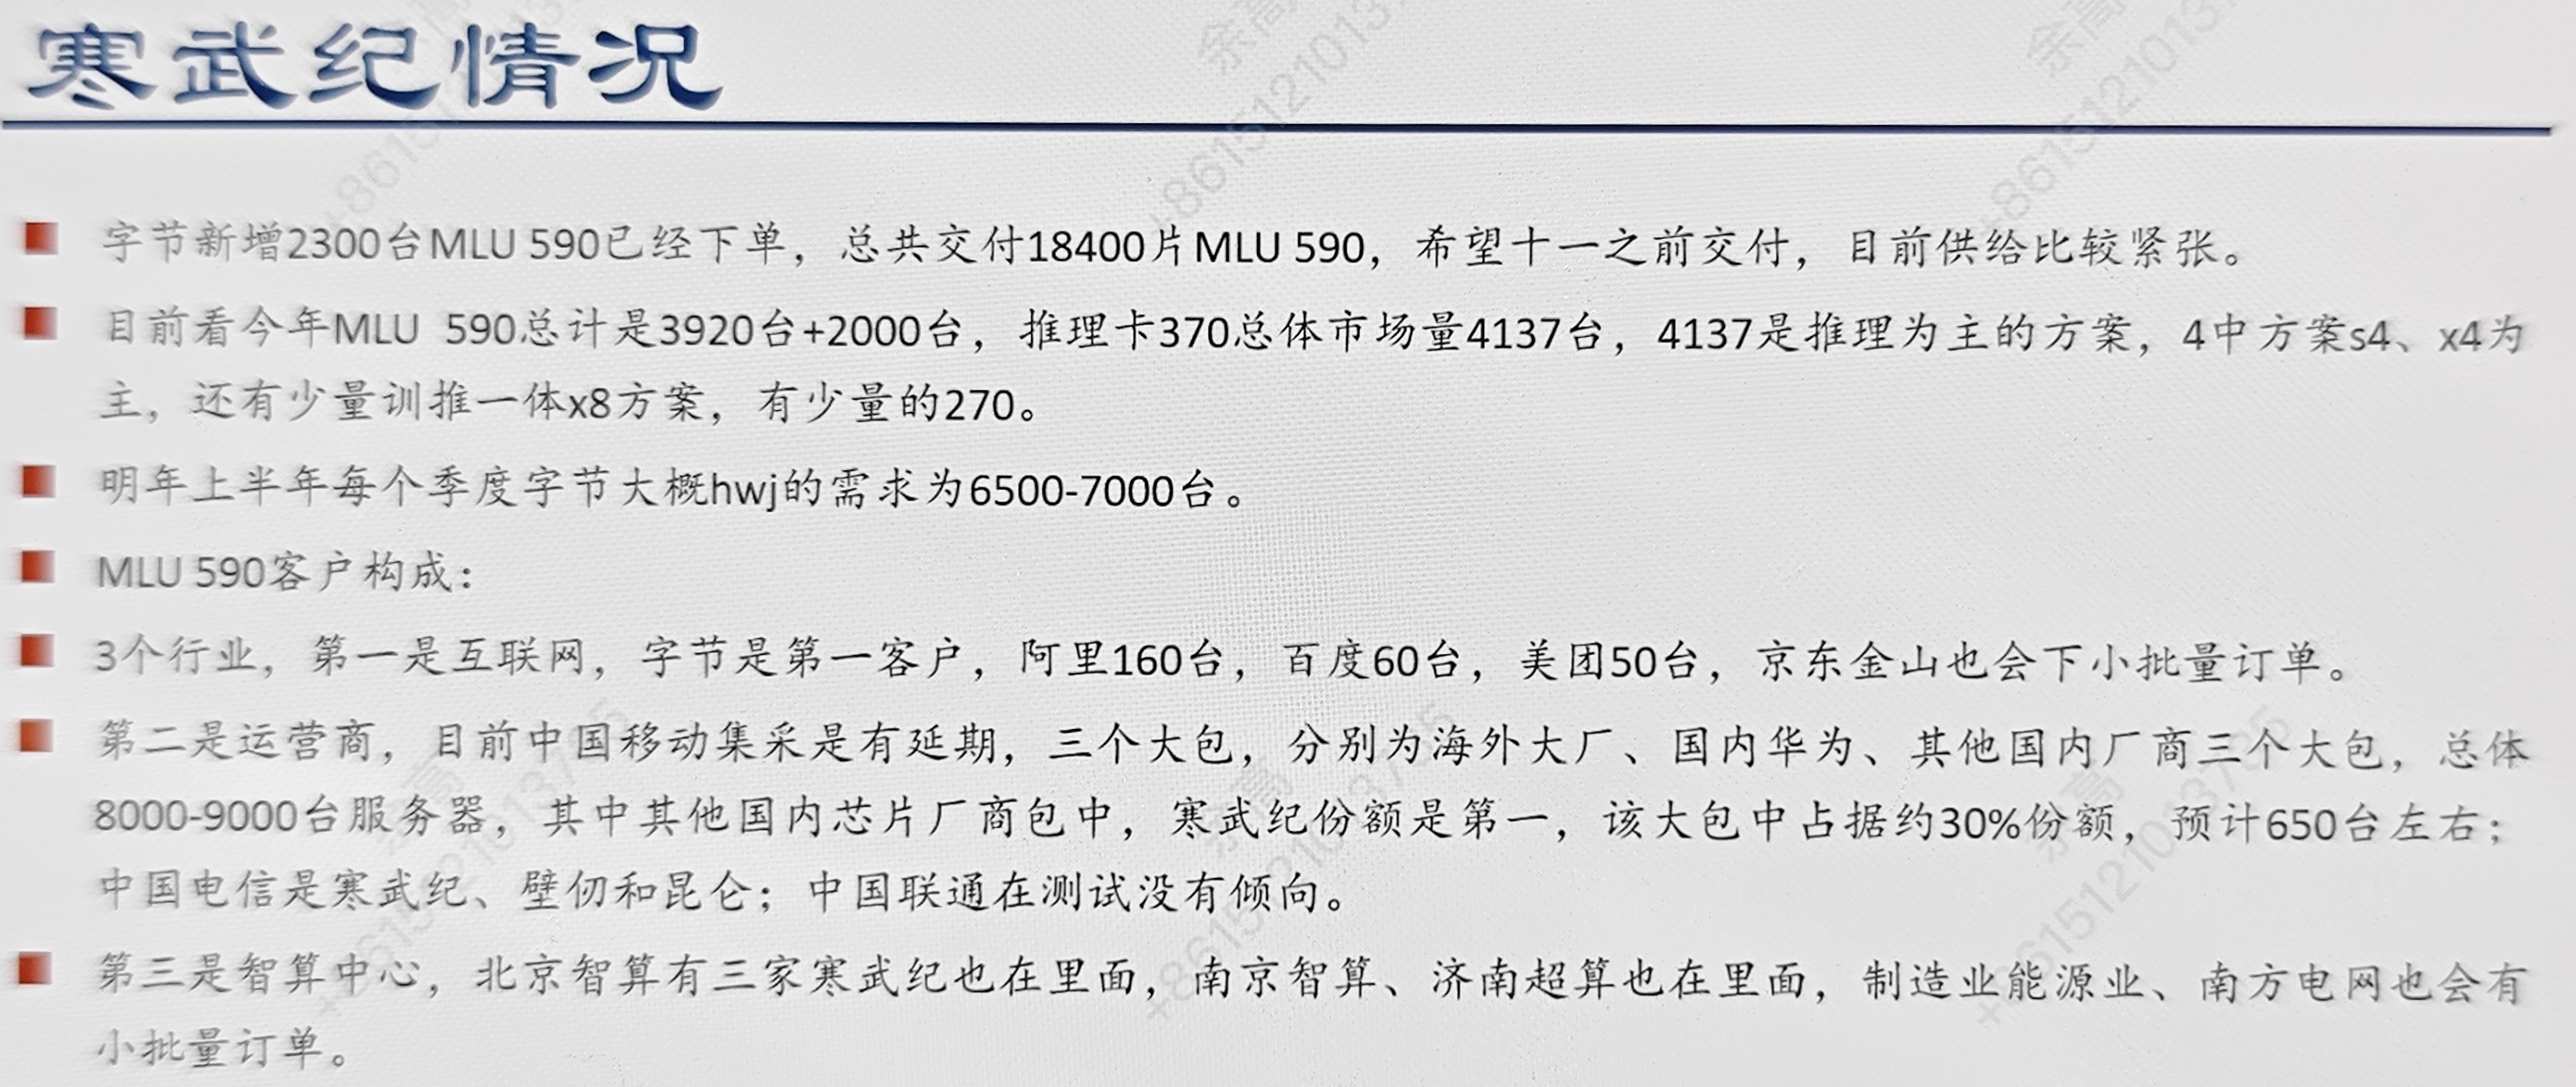 寒武纪情况
字节新增2300台MLU 590已经下单，总共交付18400片MLU 590，希望十一之前交付，目前供给比较紧张。
目前看今年MLU 590总计是3920台+2000台，推理卡370总体市场量4137台，4137是推理为主的方案，4中方案s4、x4为
主，还有少量训推一体x8方案，有少量的270。
明年上半年每个季度字节大概hwj的需求为6500-7000台。
MLU 590客户构成：
3个行业，第一是互联网，字节是第一客户，阿里160台，百度60台，美团50台，京东金山也会下小批量订单。
第二是运营商，目前中国移动集采是有延期，三个大包，分别为海外大厂、国内华为、其他国内厂商三个大包，总体
8000-9000台服务器，其中其他国内芯片厂商包中，寒武纪份额是第一，该大包中占据约30%份额，预计650台左右；
中国电信是寒武纪、壁仞和昆仑；中国联通在测试没有倾向。
第三是智算中心，北京智算有三家寒武纪也在里面，南京智算、济南超算也在里面，制造业能源业、南方电网也会有
小批量订单。